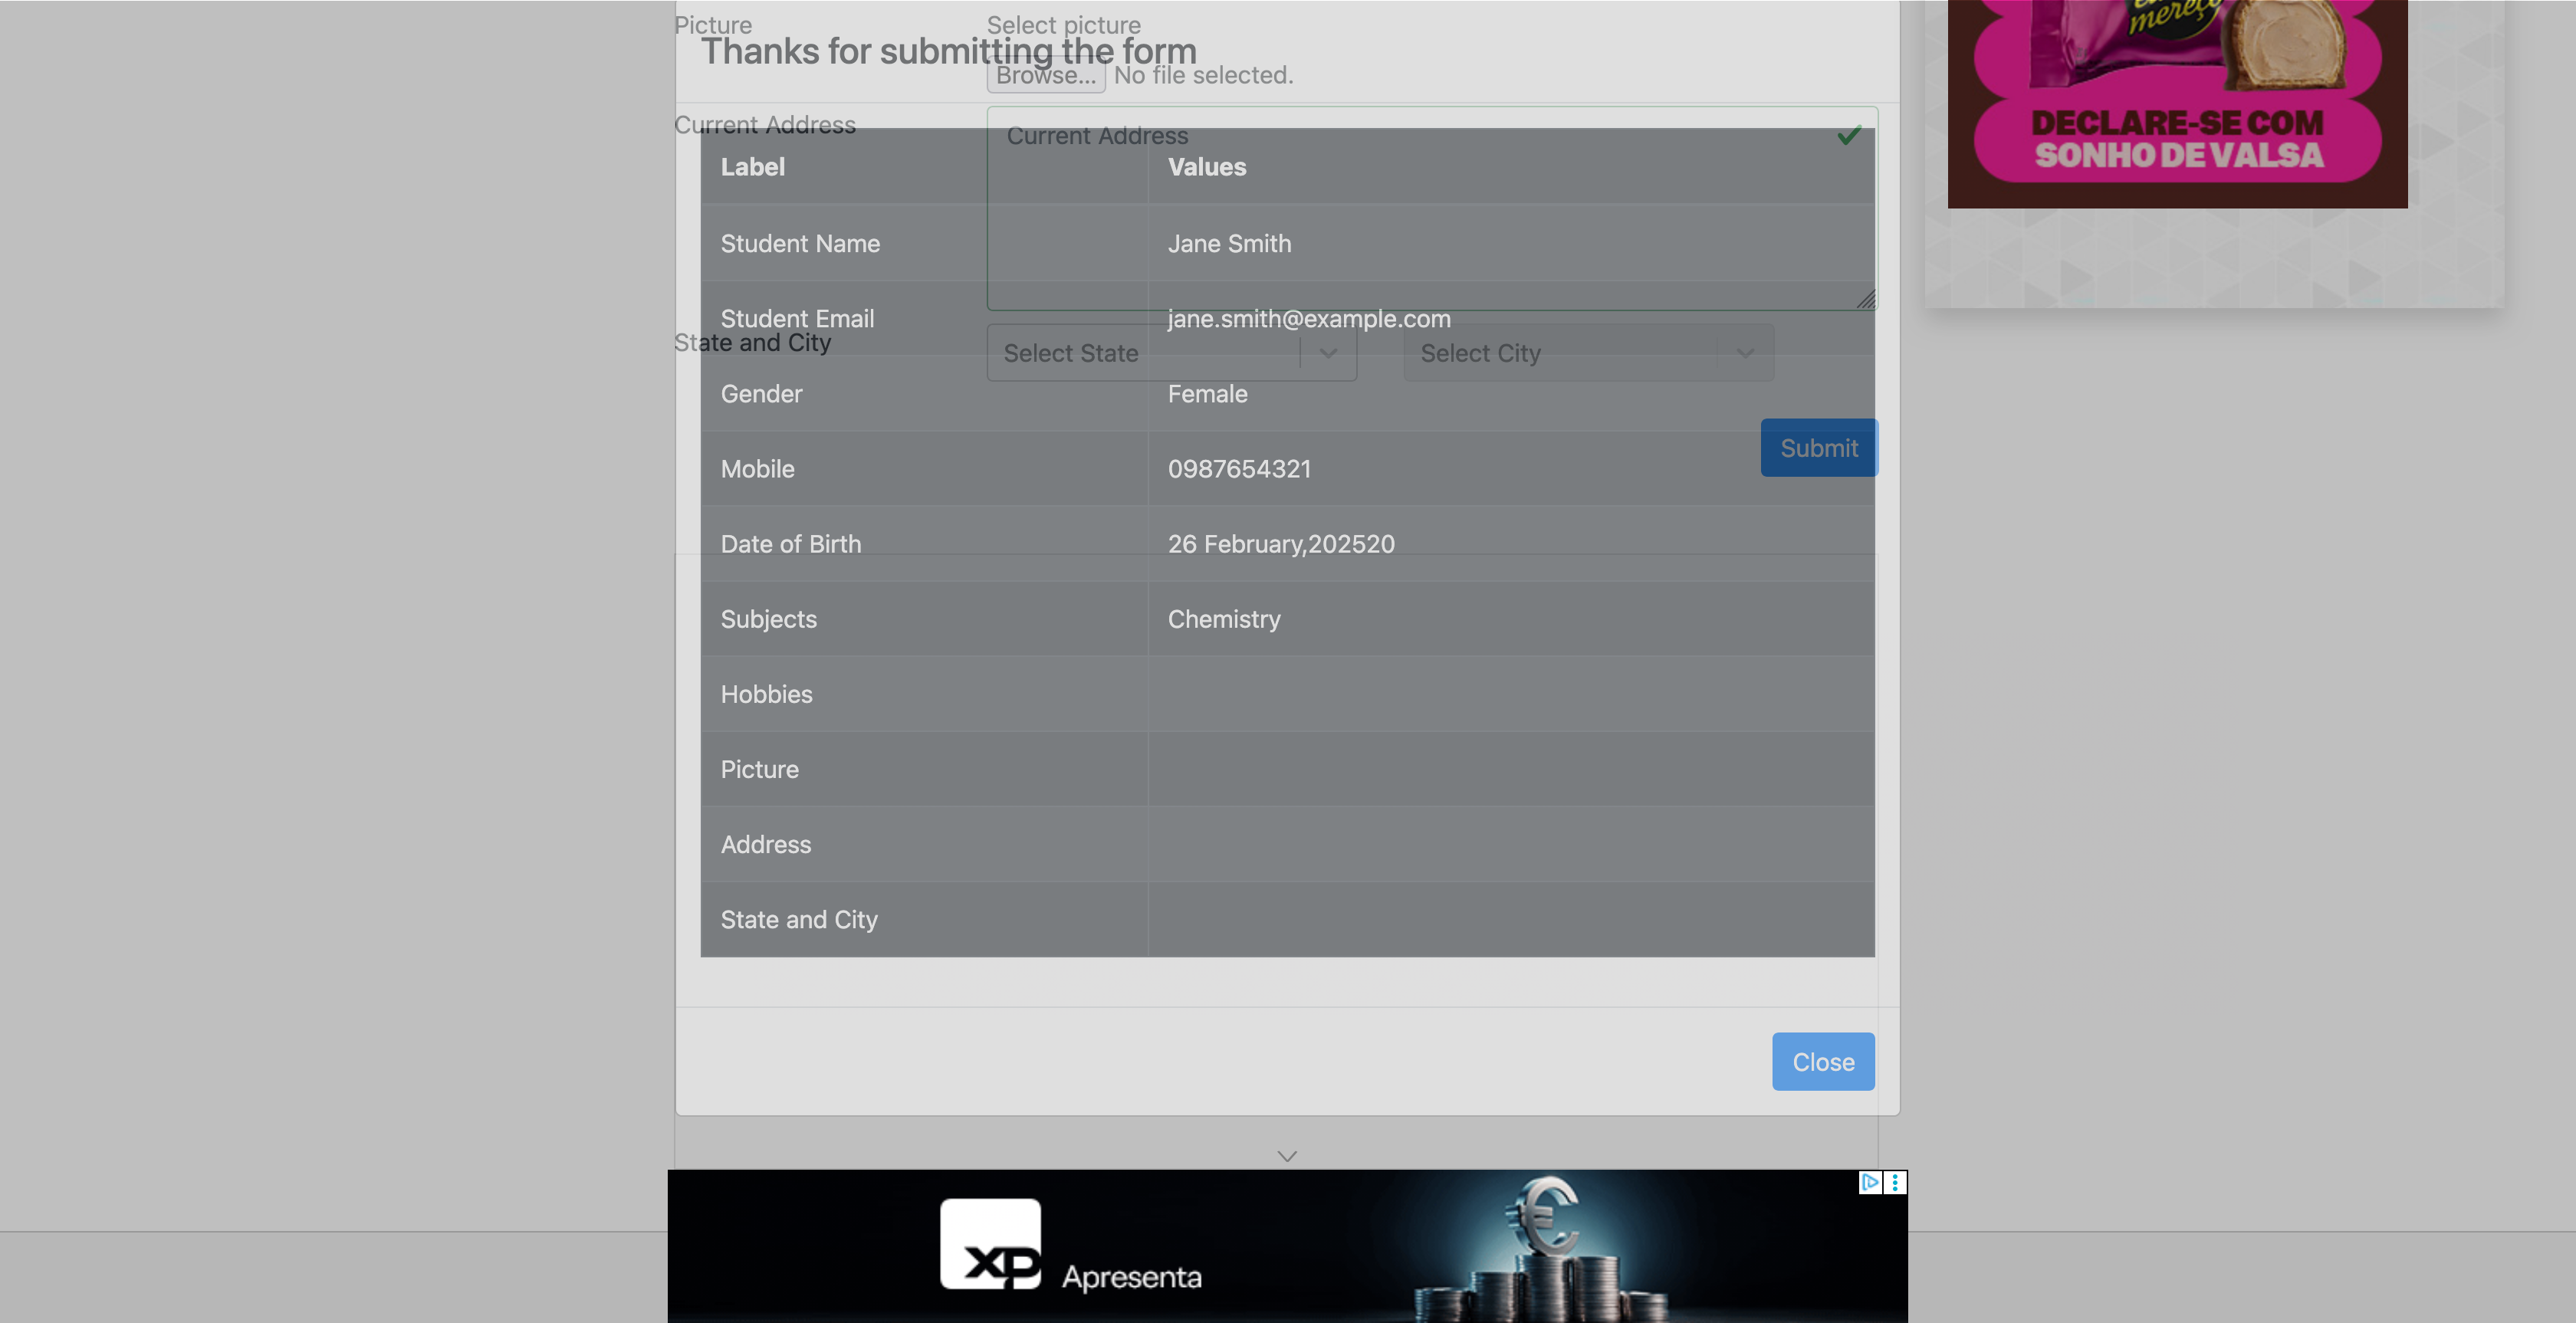 Picture
Select picture
Thanks for submitting the form
Browse... No file selected.
Current Address
Current Address
Label Values
Student Name Jane Smith
Student Email jane.smith@example.com
State and City
Select State Select City
Gender Female
Submit
Mobile 0987654321
Date of Birth 26 February,202520
Subjects Chemistry
Hobbies
Picture
Address
State and City
Close
mereço
DECLARE-SE COM
SONHO DE VALSA
XP Apresenta